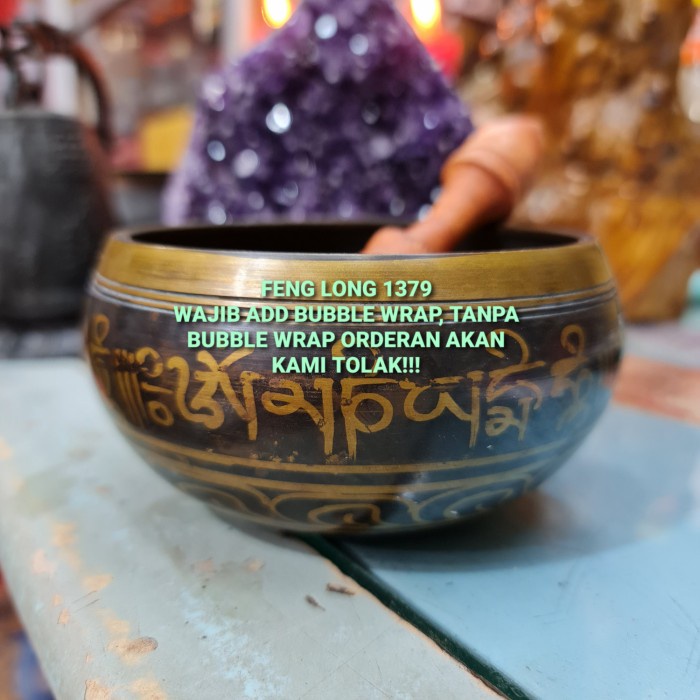 FENG LONG 1379
WAJIB ADD BUBBLE WRAP, TANPA
BUBBLE WRAP ORDERAN AKAN
KAMI TOLAK!!!
ཨོཾ མ ཎི པ དྨེ